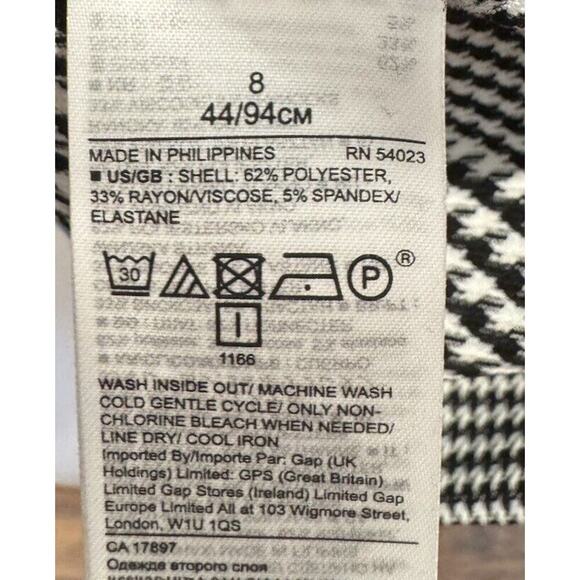 8
44/94CM
MADE IN PHILIPPINES RN 54023
■ US/GB : SHELL: 62% POLYESTER,
33% RAYON/VISCOSE, 5% SPANDEX/
ELASTANE
30 P ®
1166
WASH INSIDE OUT/ MACHINE WASH
COLD GENTLE CYCLE/ ONLY NON-
CHLORINE BLEACH WHEN NEEDED/
LINE DRY/ COOL IRON
Imported By/Importe Par: Gap (UK
Holdings) Limited: GPS (Great Britain)
Limited Gap Stores (Ireland) Limited Gap
Europe Limited All at 103 Wigmore Street,
London, W1U 1QS
CA 17897
Одежда второго слоя